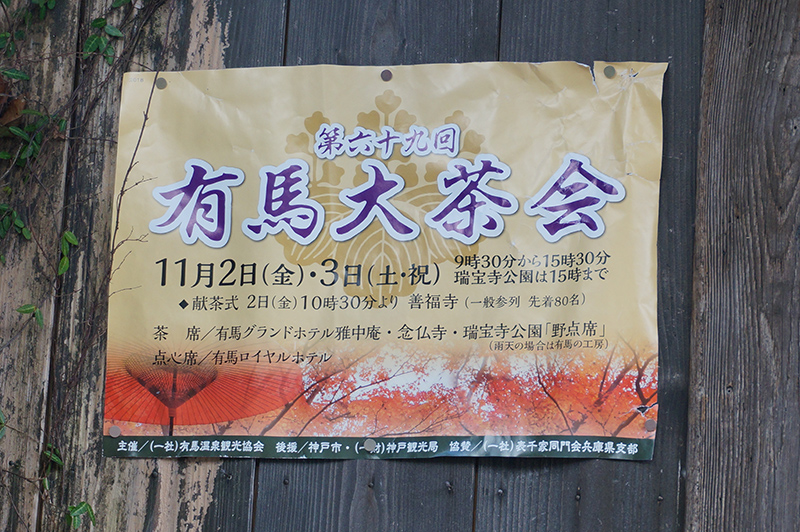 第六十九回
有馬大茶会
11月2日(金)・3日(土・祝) 9時30分から15時30分
瑞宝寺公園は15時まで
◆献茶式 2日(金)10時30分より 善福寺(一般参列 先着80名)
茶 席/有馬グランドホテル雅中庵・念仏寺・瑞宝寺公園「野点席」
(雨天の場合は有馬の工房)
点心席/有馬ロイヤルホテル
主催/(一社)有馬温泉観光協会 後援/神戸市・(一財)神戸観光局 協賛/(一社)表千家同門会兵庫県支部